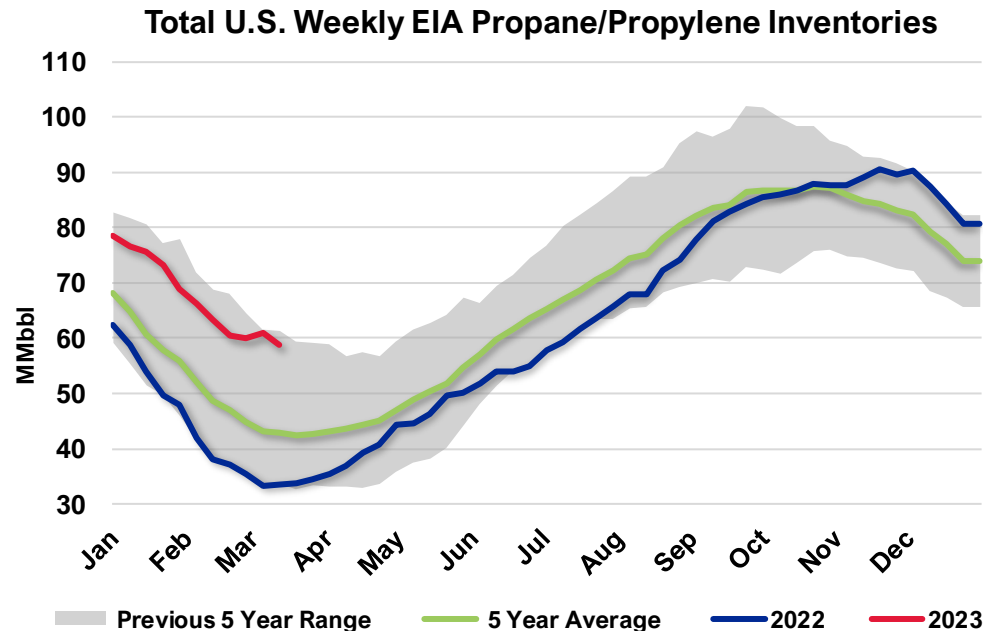 Total U.S. Weekly EIA Propane/Propylene Inventories
110
100
90
80
70
60
50
40
30
MMbbl
Jan Feb Mar Apr May Jun Jul Aug Sep Oct Nov Dec
Previous 5 Year Range 5 Year Average 2022 2023